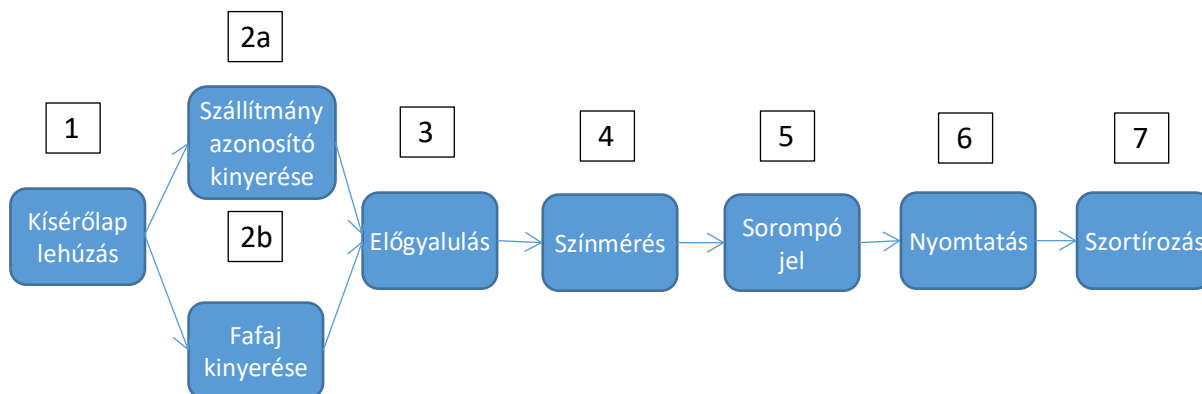 1
Kísérőlap
lehúzás
2a
Szállítmány
azonosító
kinyerése
2b
Fafaj
kinyerése
3
Előgyalulás
4
Színmérés
5
Sorompó
jel
6
Nyomtatás
7
Szortírozás